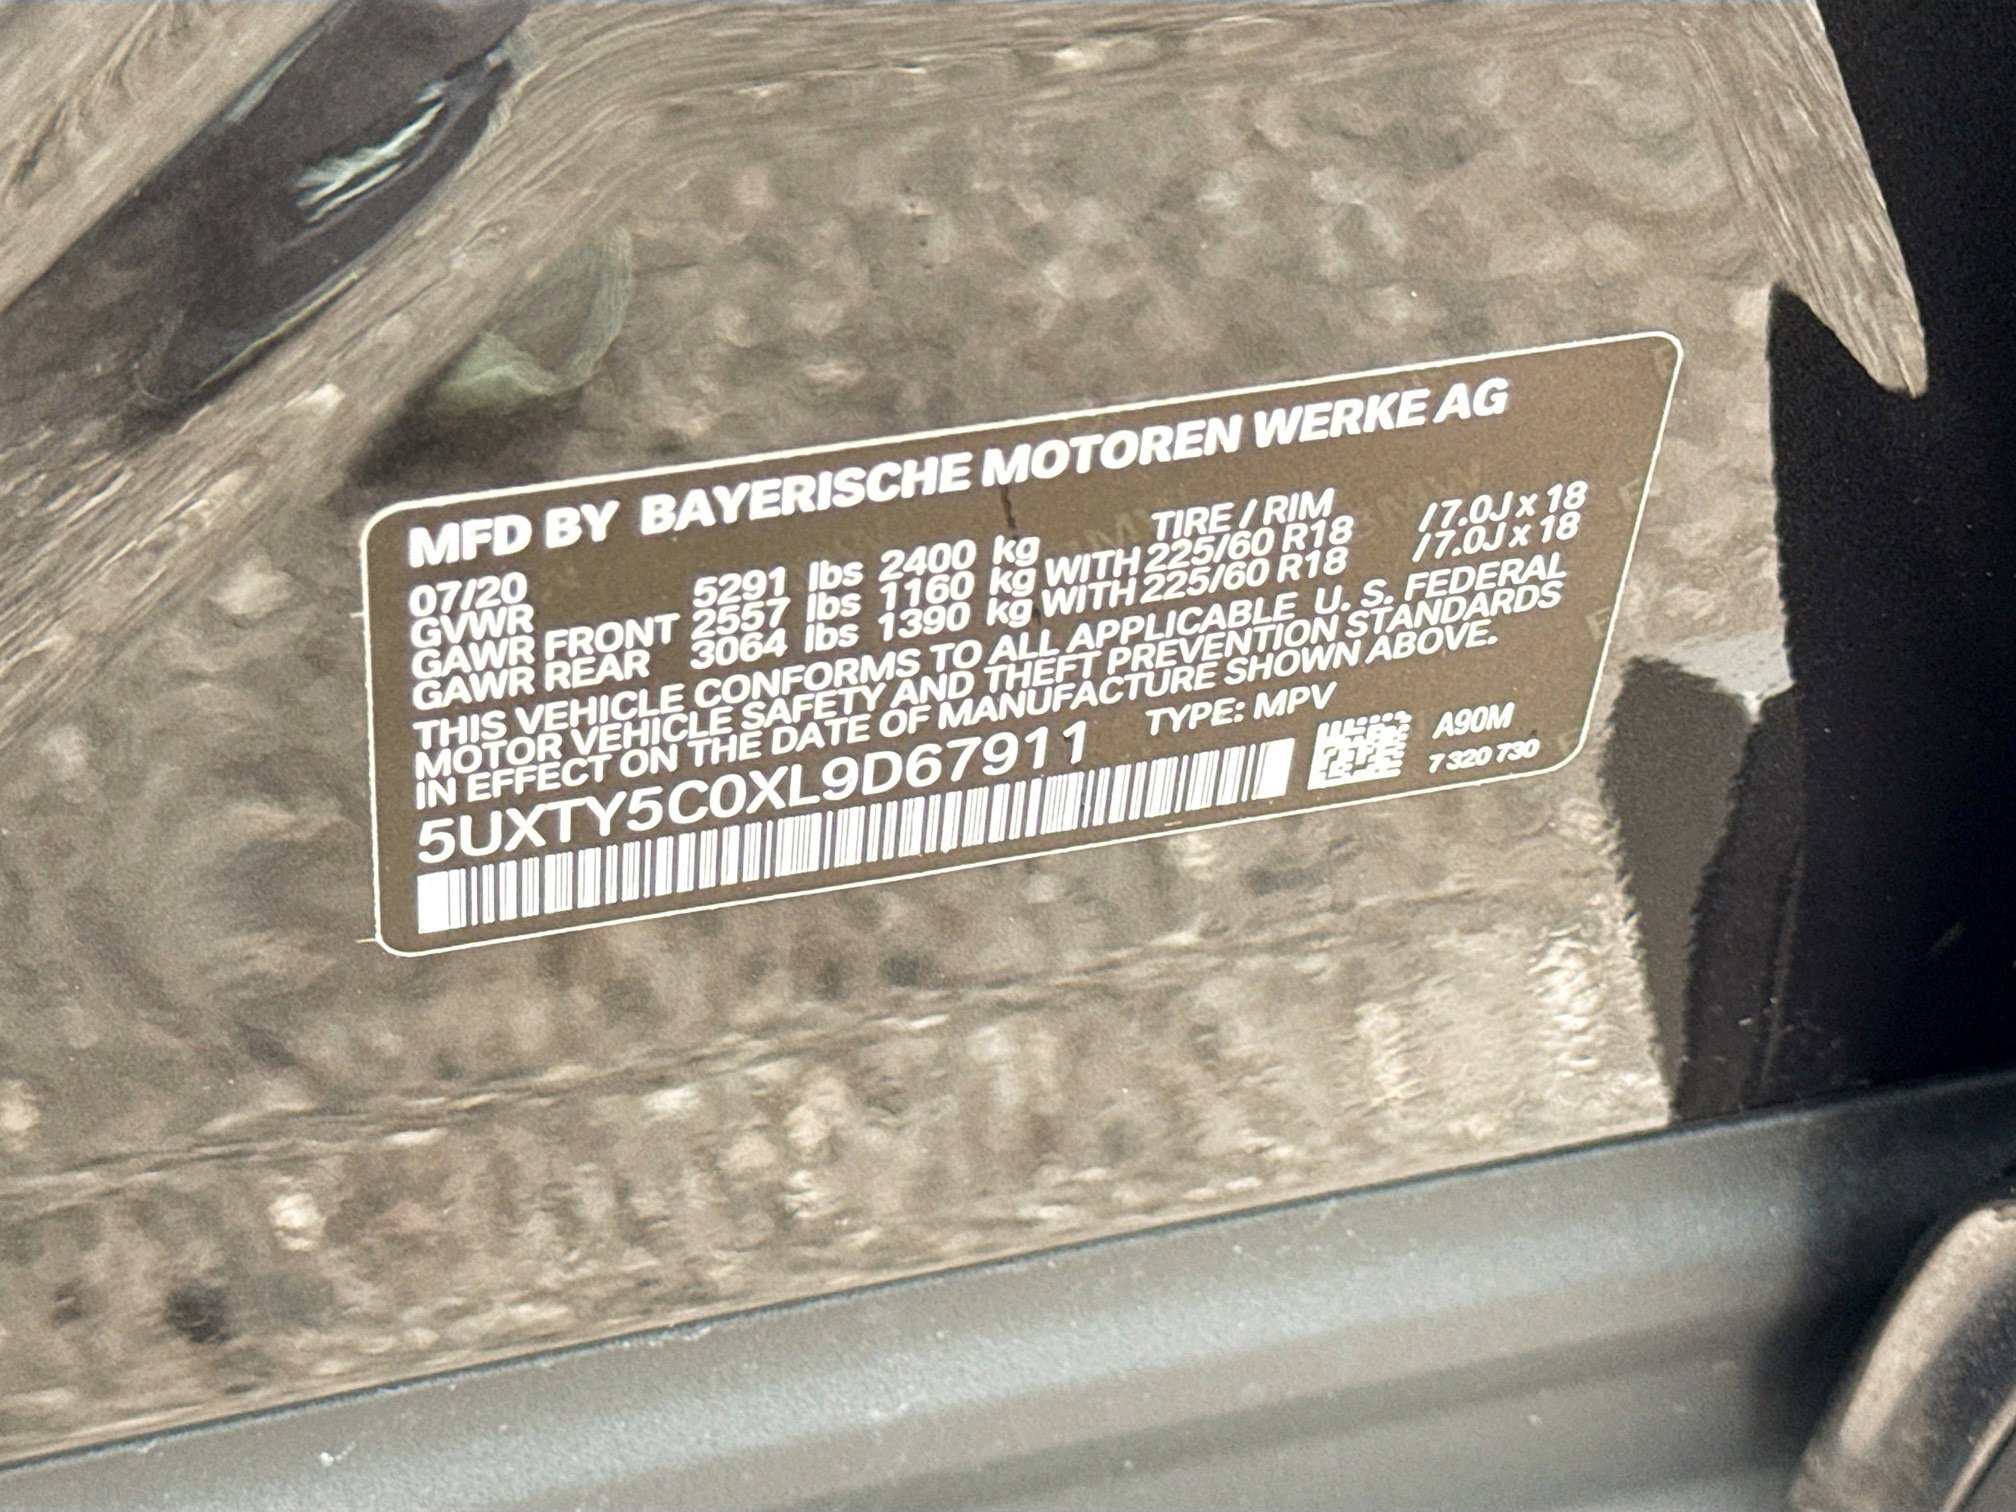 MFD BY BAYERISCHE MOTOREN WERKE AG
07/20 TIRE / RIM
GVWR 5291 lbs 2400 kg
GAWR FRONT 2557 lbs 1160 kg WITH 225/60 R18 / 7.0J x 18
GAWR REAR 3064 lbs 1390 kg WITH 225/60 R18 / 7.0J x 18
THIS VEHICLE CONFORMS TO ALL APPLICABLE U. S. FEDERAL
MOTOR VEHICLE SAFETY AND THEFT PREVENTION STANDARDS
IN EFFECT ON THE DATE OF MANUFACTURE SHOWN ABOVE.
5UXTY5C0XL9D67911 TYPE: MPV
A90M
7 320 730